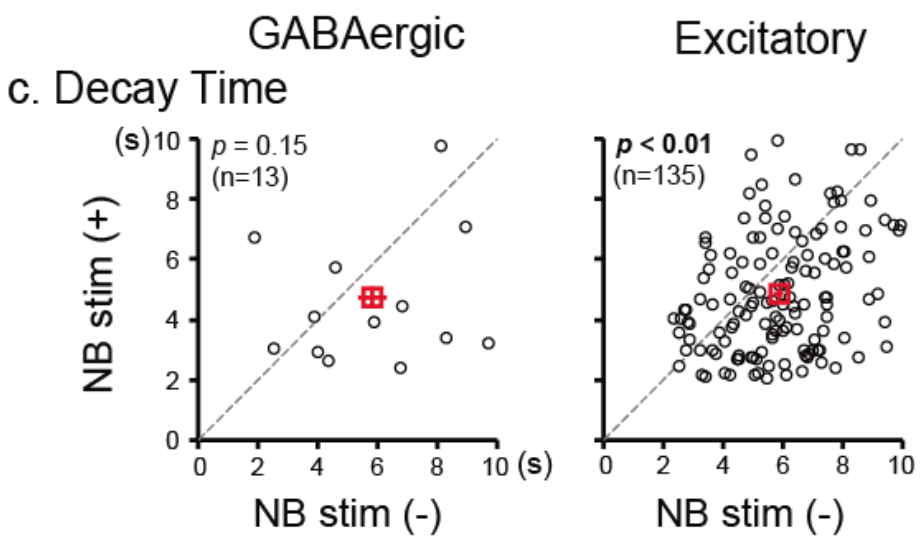 GABAergic Excitatory
c. Decay Time
(s) 10 p = 0.15 p < 0.01
(n=13) (n=135)
8
6
4
2
0
NB stim (+)
0 2 4 6 8 10 (s) 0 2 4 6 8 10
NB stim (-) NB stim (-)